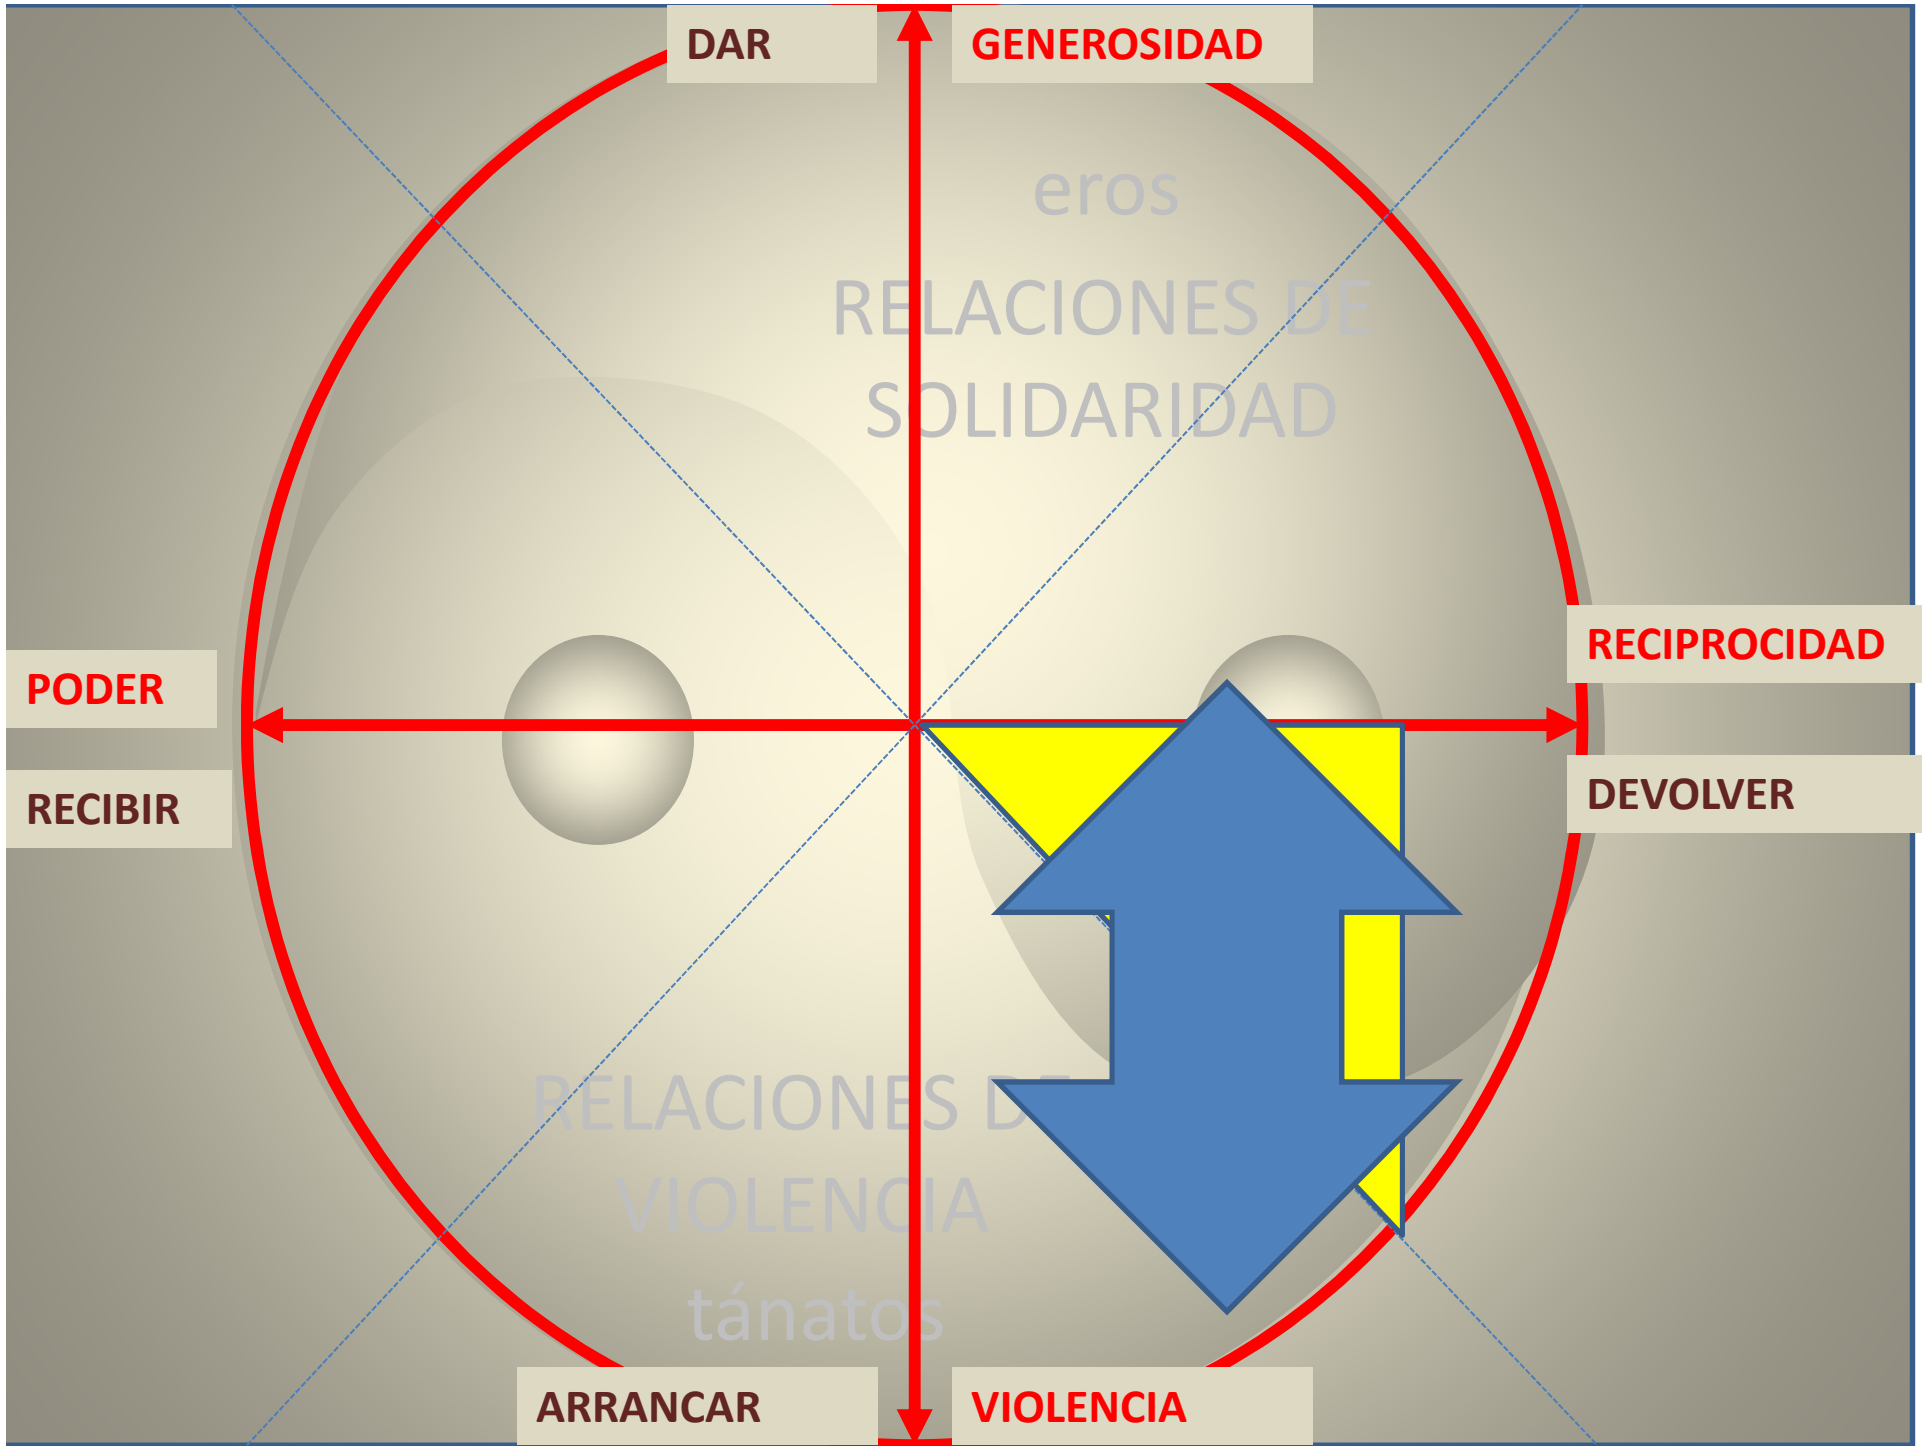 DAR
GENEROSIDAD
eros
RELACIONES DE
SOLIDARIDAD
RECIPROCIDAD
PODER
DEVOLVER
RECIBIR
RELACIONES DE
VIOLENCIA
tánatos
ARRANCAR
VIOLENCIA